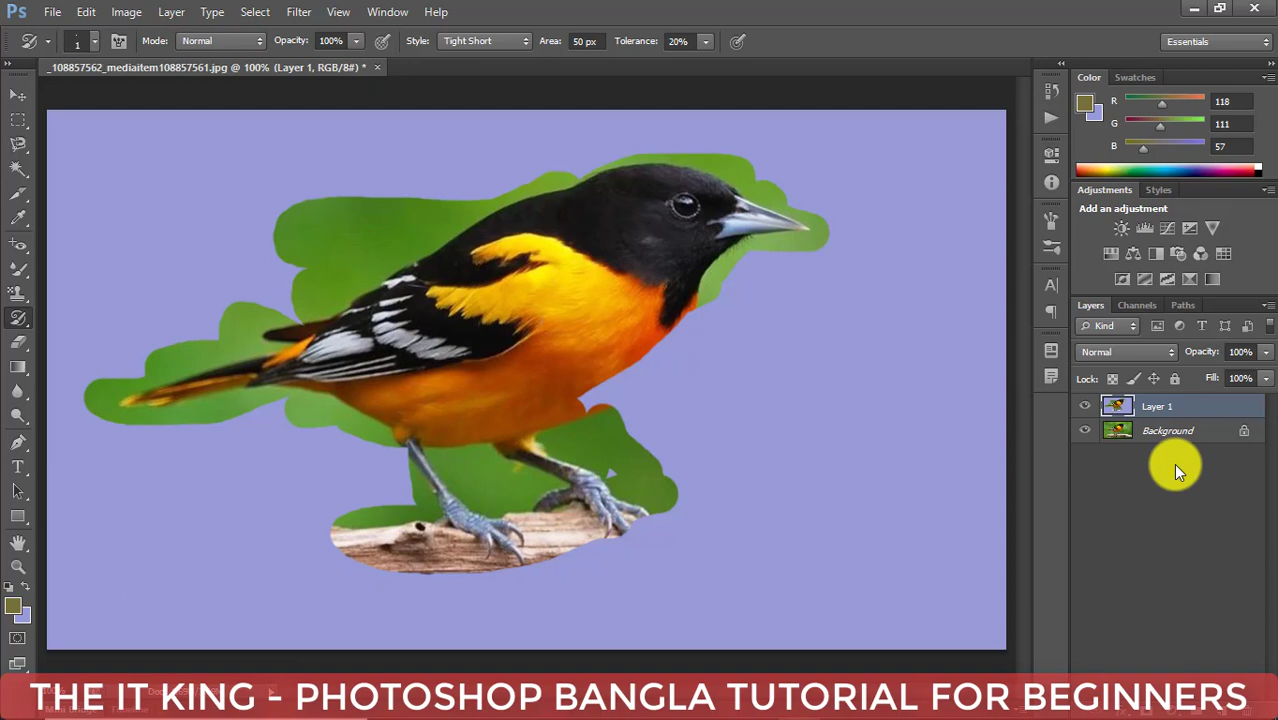 Ps File Edit Image Layer Type Select Filter View Window Help
1 Mode: Normal Opacity: 100% Style: Tight Short Area: 50 px Tolerance: 20% Essentials
_108857562_mediaitem108857561.jpg @ 100% (Layer 1, RGB/8#) * ×
Color Swatches
R 118
G 111
B 57
Adjustments Styles
Add an adjustment
Layers Channels Paths
Kind
Normal Opacity: 100%
Lock: Fill: 100%
Layer 1
Background
THE IT KING - PHOTOSHOP BANGLA TUTORIAL FOR BEGINNERS